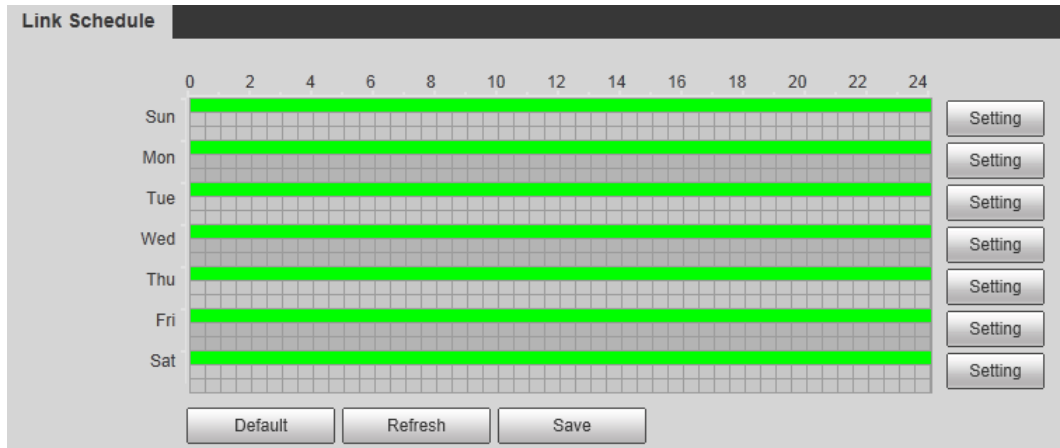 Link Schedule
0 2 4 6 8 10 12 14 16 18 20 22 24
Sun Setting
Mon Setting
Tue Setting
Wed Setting
Thu Setting
Fri Setting
Sat Setting
Default Refresh Save